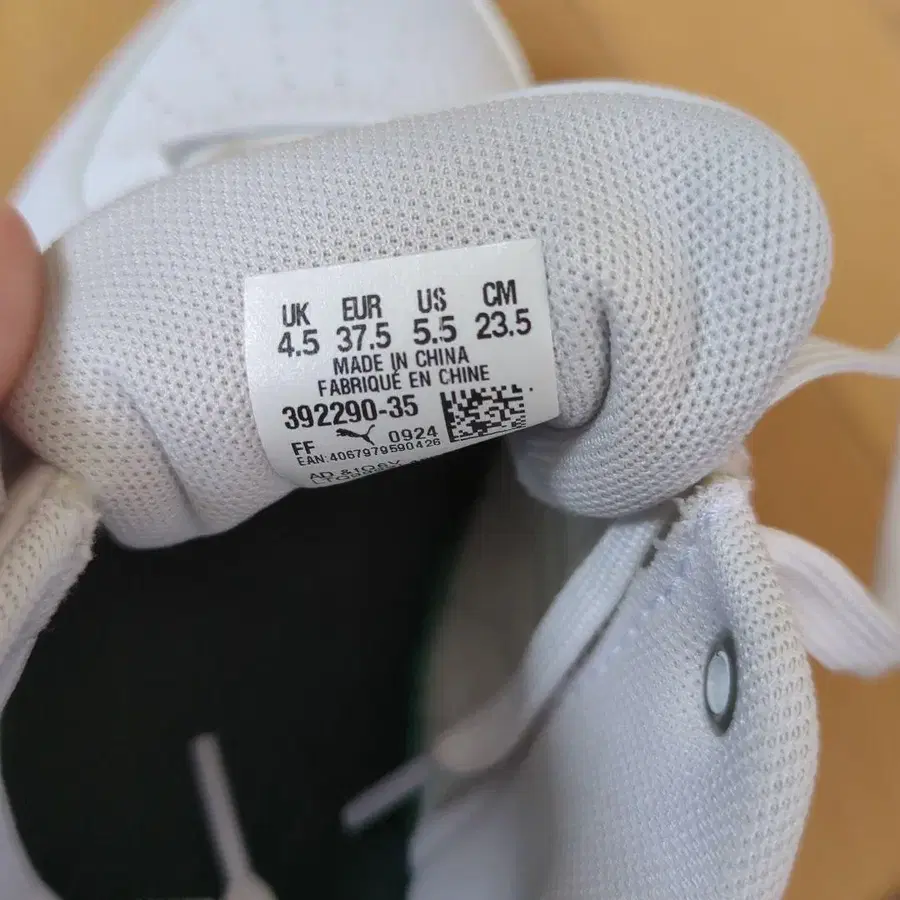 UK EUR US CM
4.5 37.5 5.5 23.5
MADE IN CHINA
FABRIQUÉ EN CHINE
392290-35
FF 0924
EAN:4067979590426